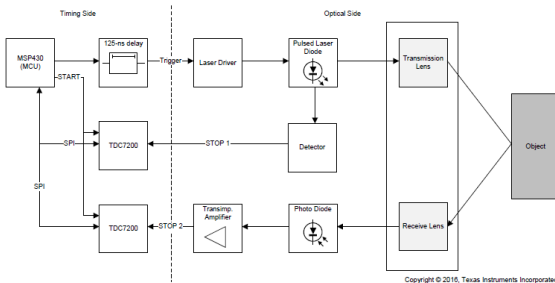 Timing Side
Optical Side
MSP430
(MCU)
START
125-ns delay
Trigger
Laser Driver
Pulsed Laser
Diode
Transmission
Lens
Object
TDC7200
SPI
STOP 1
Detector
SPI
TDC7200
STOP 2
Transimp.
Amplifier
Photo Diode
Receive Lens
Copyright © 2016, Texas Instruments Incorporated